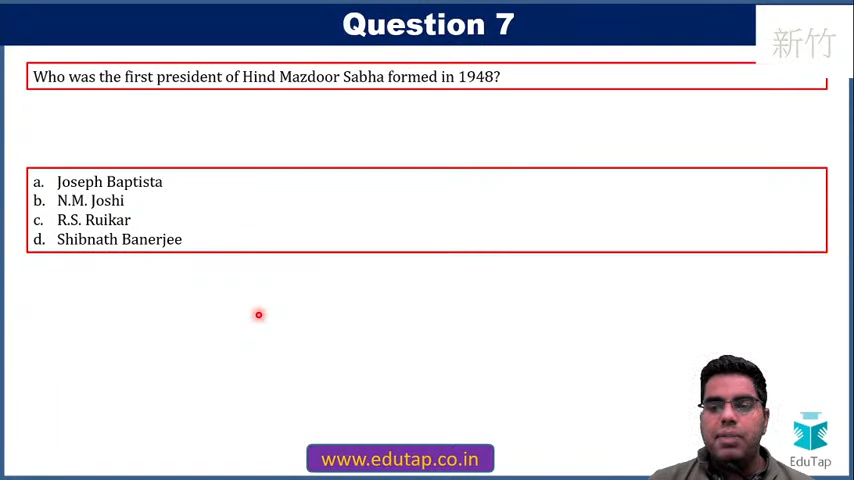 Question 7
新竹
Who was the first president of Hind Mazdoor Sabha formed in 1948?
a. Joseph Baptista
b. N.M. Joshi
c. R.S. Ruikar
d. Shibnath Banerjee
www.edutap.co.in
EduTap